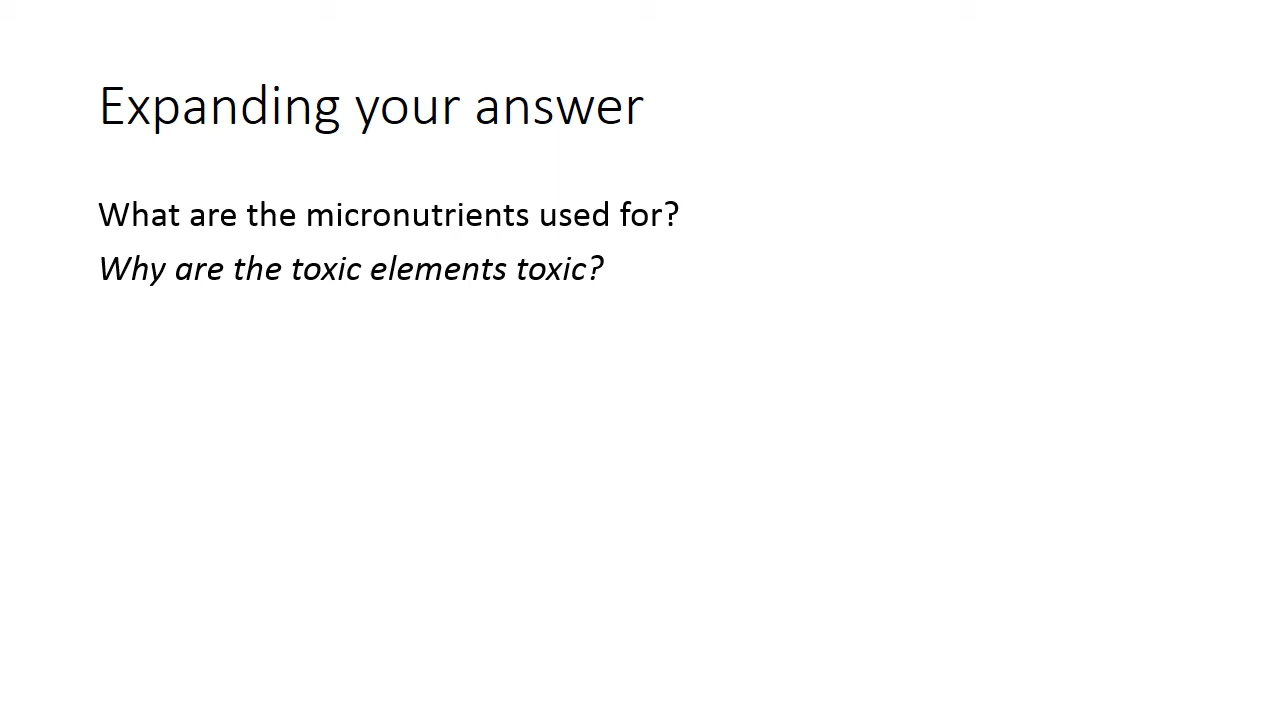 Expanding your answer
What are the micronutrients used for?
Why are the toxic elements toxic?